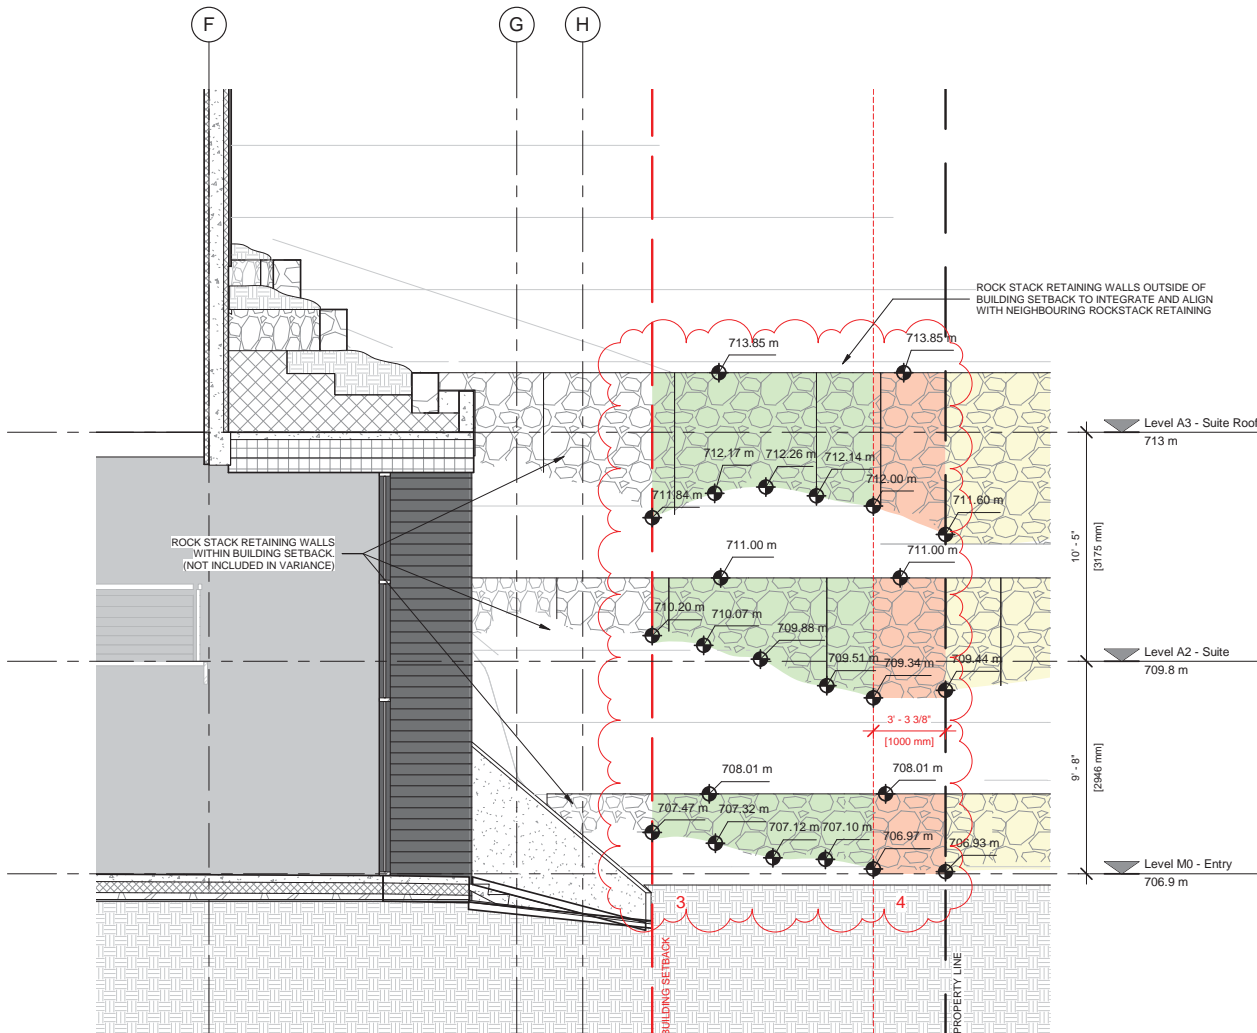 F
G
H
ROCK STACK RETAINING WALLS OUTSIDE OF
BUILDING SETBACK TO INTEGRATE AND ALIGN
WITH NEIGHBOURING ROCKSTACK RETAINING
713.85 m
713.85 m
Level A3 - Suite Roof
713 m
712.17 m
712.26 m
712.14 m
711.84 m
712.00 m
711.60 m
ROCK STACK RETAINING WALLS
WITHIN BUILDING SETBACK.
(NOT INCLUDED IN VARIANCE)
10' - 5"
[3175 mm]
711.00 m
711.00 m
710.20 m
710.07 m
709.88 m
709.51 m
709.34 m
709.44 m
Level A2 - Suite
709.8 m
3' - 3 3/8"
[1000 mm]
9' - 8"
[2946 mm]
708.01 m
708.01 m
707.47 m
707.32 m
707.12 m
707.10 m
706.97 m
706.93 m
Level M0 - Entry
706.9 m
3
4
BUILDING SETBACK
PROPERTY LINE